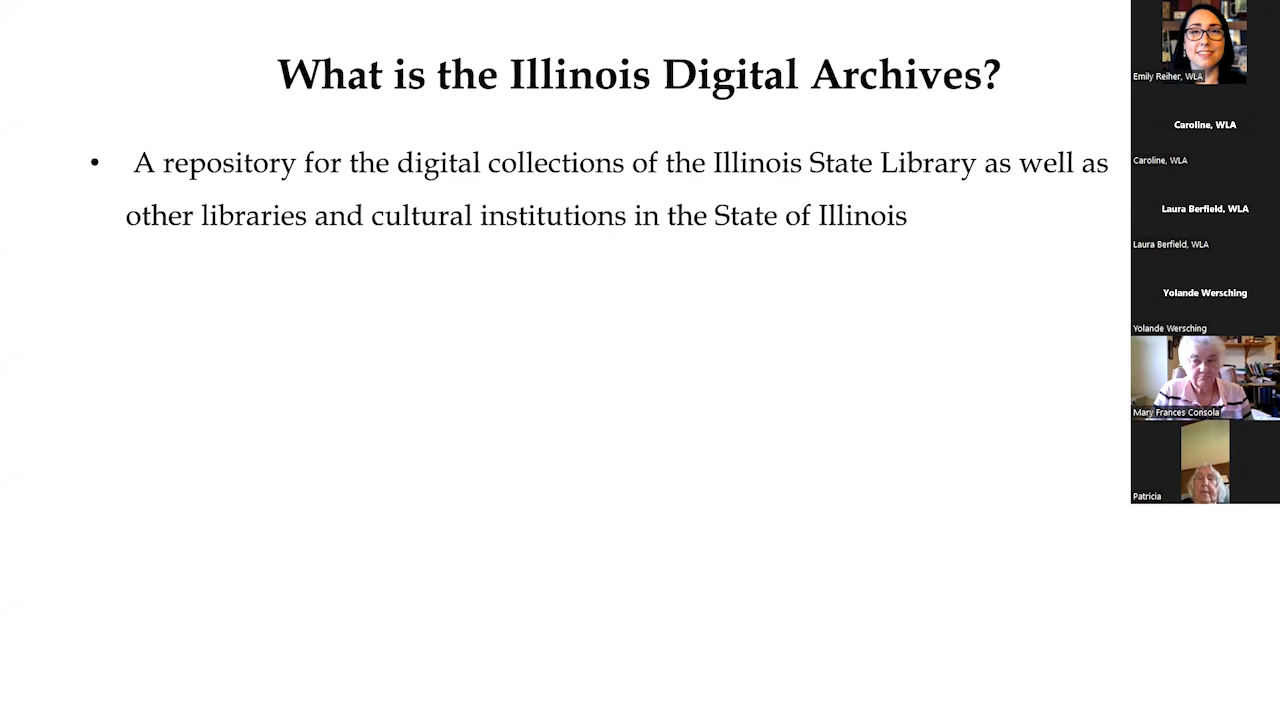 What is the Illinois Digital Archives?
• A repository for the digital collections of the Illinois State Library as well as
other libraries and cultural institutions in the State of Illinois
Emily Reiher, WLA
Caroline, WLA
Caroline, WLA
Laura Berfield, WLA
Laura Berfield, WLA
Yolande Wersching
Yolande Wersching
Mary Frances Consola
Patricia